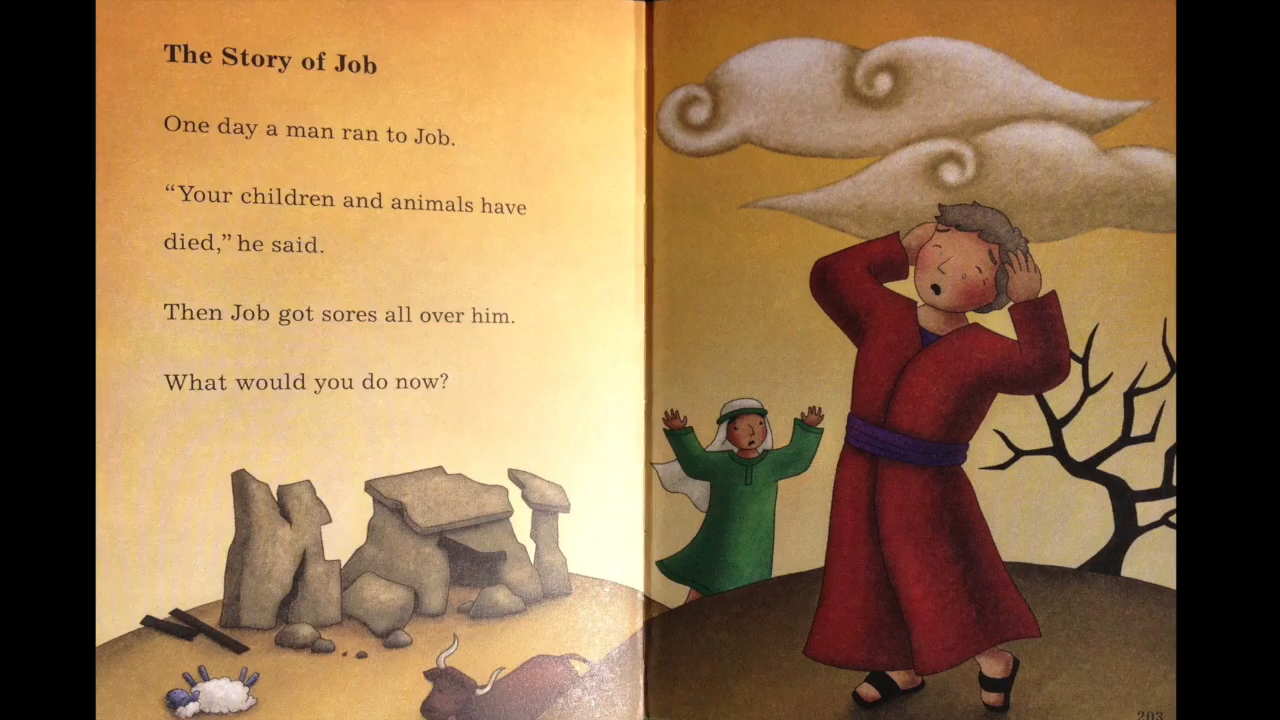 The Story of Job
One day a man ran to Job.
“Your children and animals have
died,” he said.
Then Job got sores all over him.
What would you do now?
203